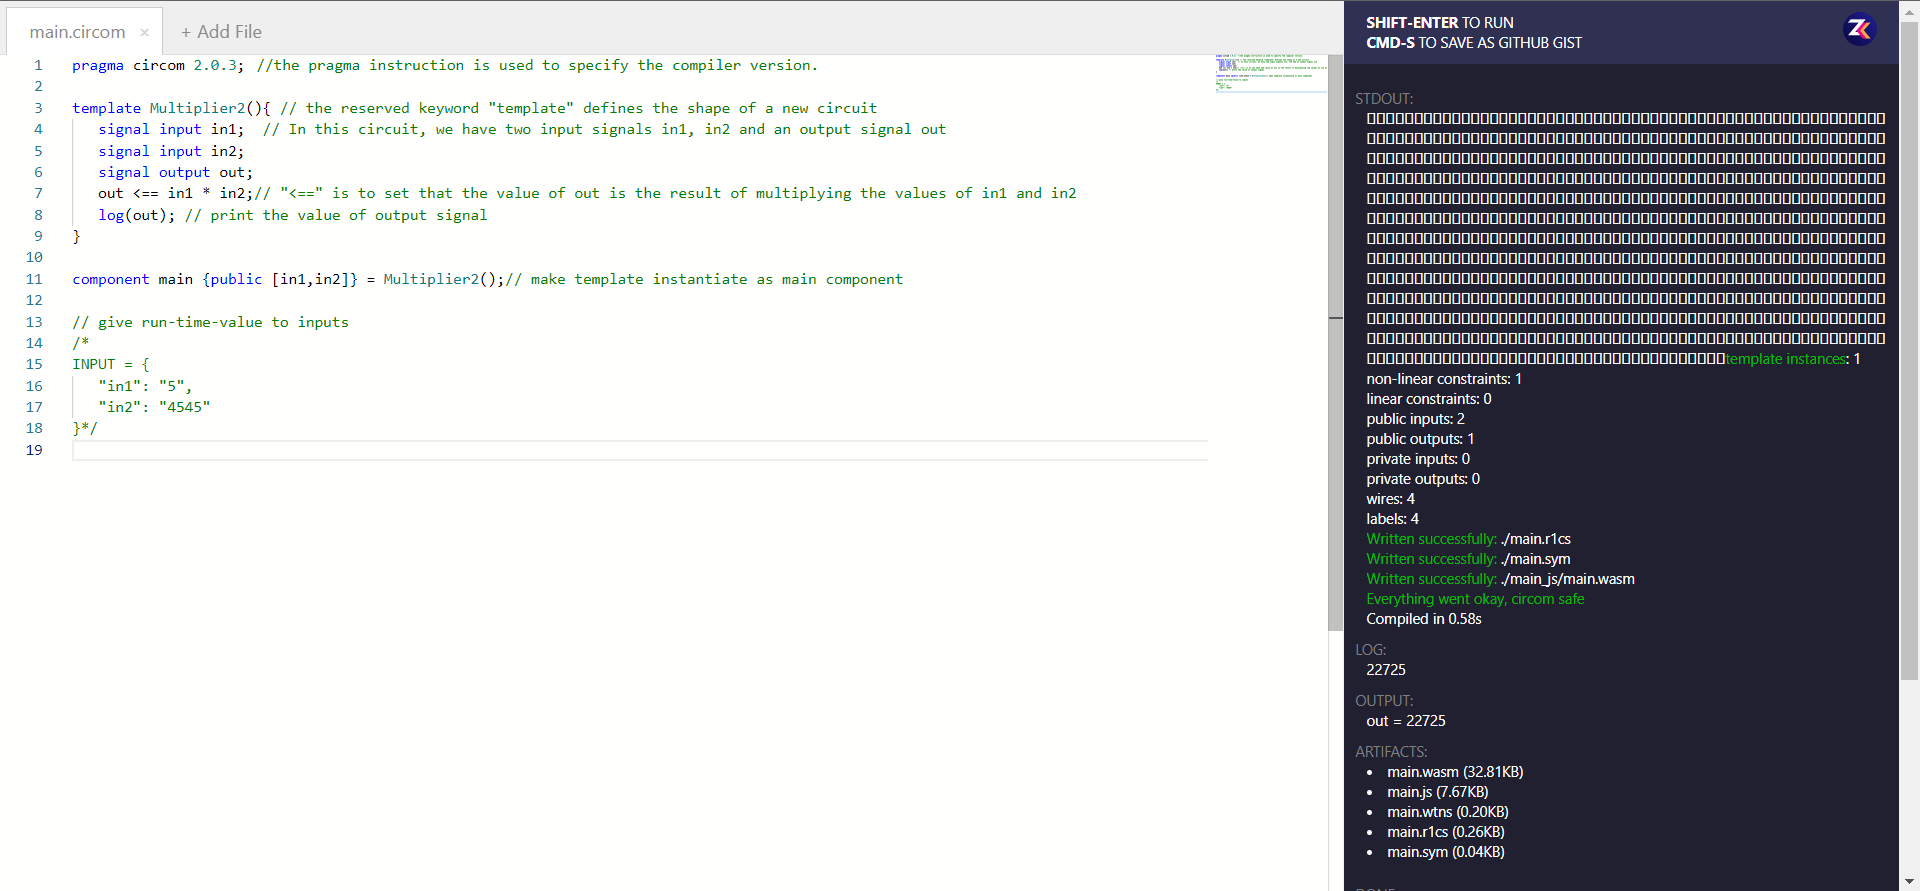 main.circom × + Add File
1 pragma circom 2.0.3; //the pragma instruction is used to specify the compiler version.
2
3 template Multiplier2(){ // the reserved keyword "template" defines the shape of a new circuit
4 signal input in1; // In this circuit, we have two input signals in1, in2 and an output signal out
5 signal input in2;
6 signal output out;
7 out <== in1 * in2;// "<==" is to set that the value of out is the result of multiplying the values of in1 and in2
8 log(out); // print the value of output signal
9 }
10
11 component main {public [in1,in2]} = Multiplier2();// make template instantiate as main component
12
13 // give run-time-value to inputs
14 /*
15 INPUT = {
16 "in1": "5",
17 "in2": "4545"
18 }*/
19
SHIFT-ENTER TO RUN
CMD-S TO SAVE AS GITHUB GIST
STDOUT:
template instances: 1
non-linear constraints: 1
linear constraints: 0
public inputs: 2
public outputs: 1
private inputs: 0
private outputs: 0
wires: 4
labels: 4
Written successfully: ./main.r1cs
Written successfully: ./main.sym
Written successfully: ./main_js/main.wasm
Everything went okay, circom safe
Compiled in 0.58s
LOG:
22725
OUTPUT:
out = 22725
ARTIFACTS:
• main.wasm (32.81KB)
• main.js (7.67KB)
• main.wtns (0.20KB)
• main.r1cs (0.26KB)
• main.sym (0.04KB)